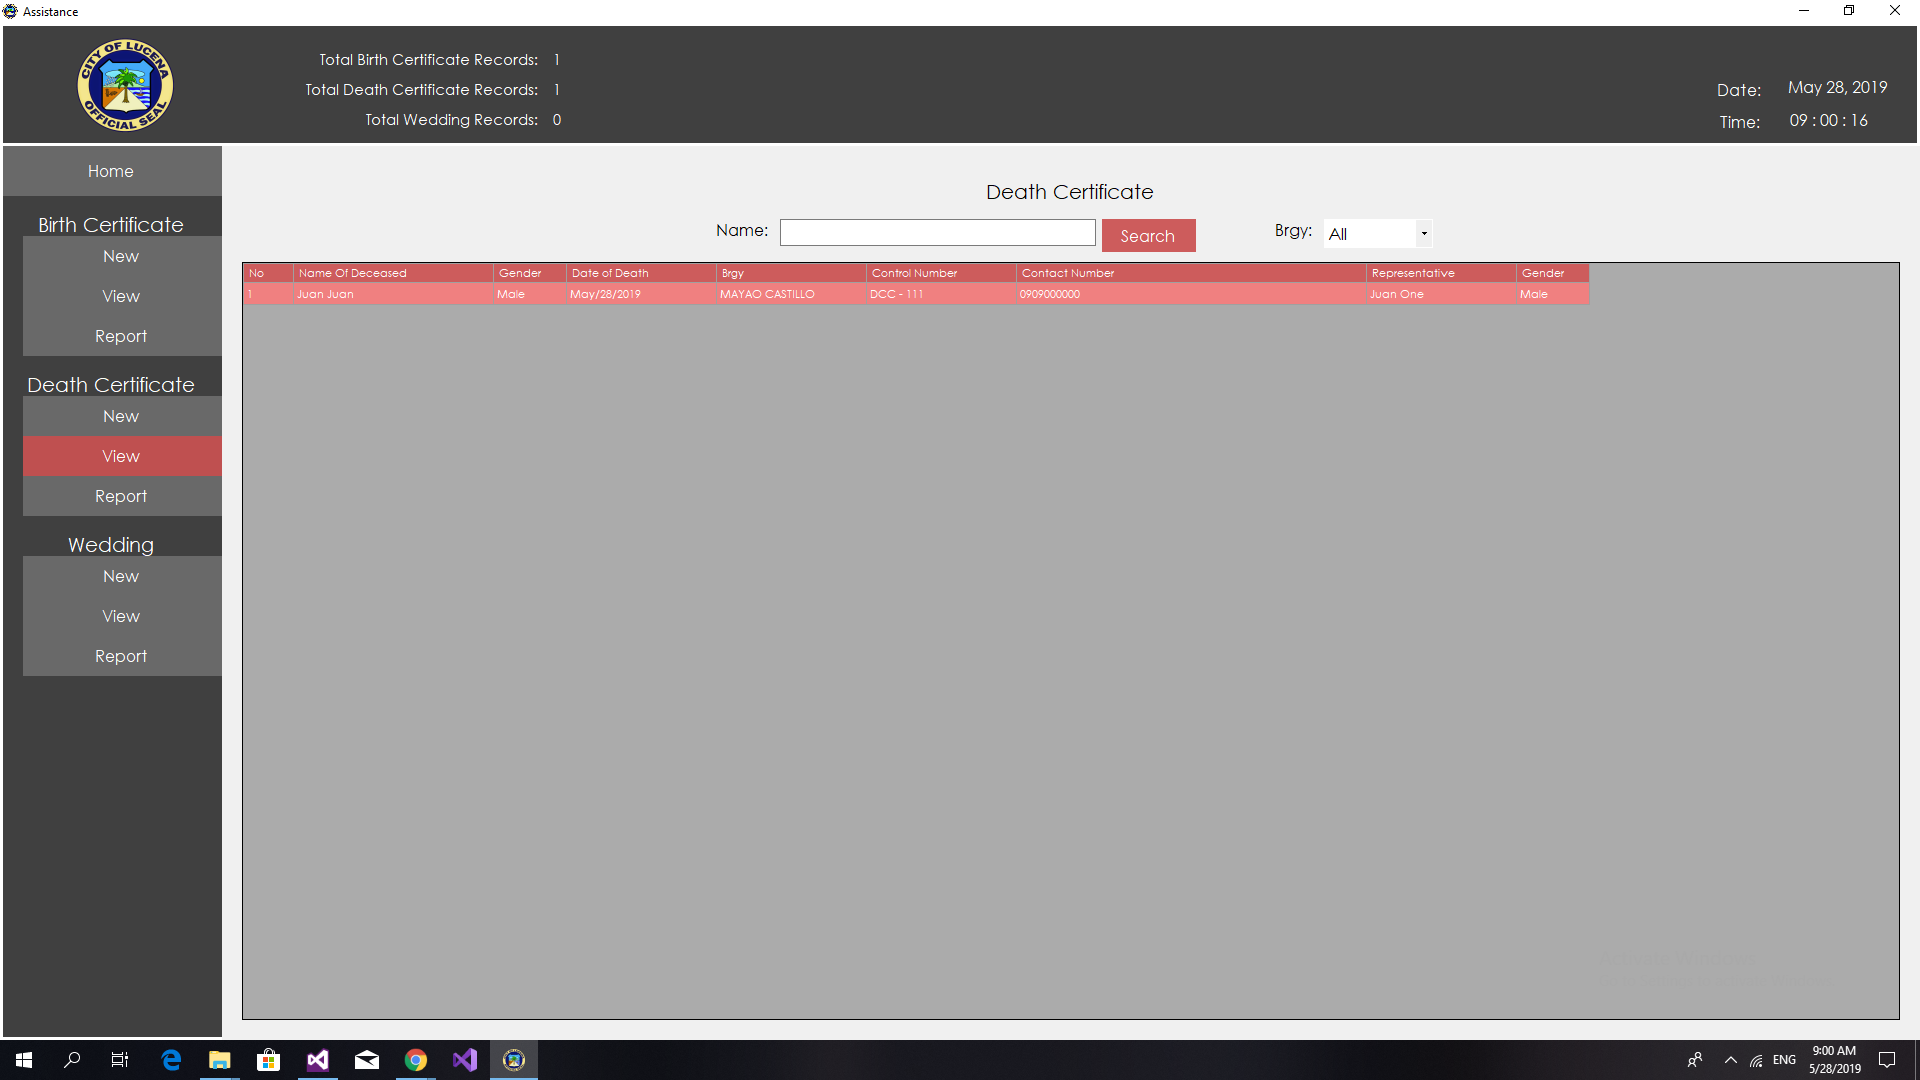 Assistance
CITY OF LUCENA
OFFICIAL SEAL
Total Birth Certificate Records: 1
Total Death Certificate Records: 1
Total Wedding Records: 0
Date: May 28, 2019
Time: 09 : 00 : 16
Home
Birth Certificate
New
View
Report
Death Certificate
New
View
Report
Wedding
New
View
Report
Death Certificate
Name: Search Brgy: All
No Name Of Deceased Gender Date of Death Brgy Control Number Contact Number Representative Gender
1 Juan Juan Male May/28/2019 MAYAO CASTILLO DCC - 111 0909000000 Juan One Male
ENG
9:00 AM
5/28/2019